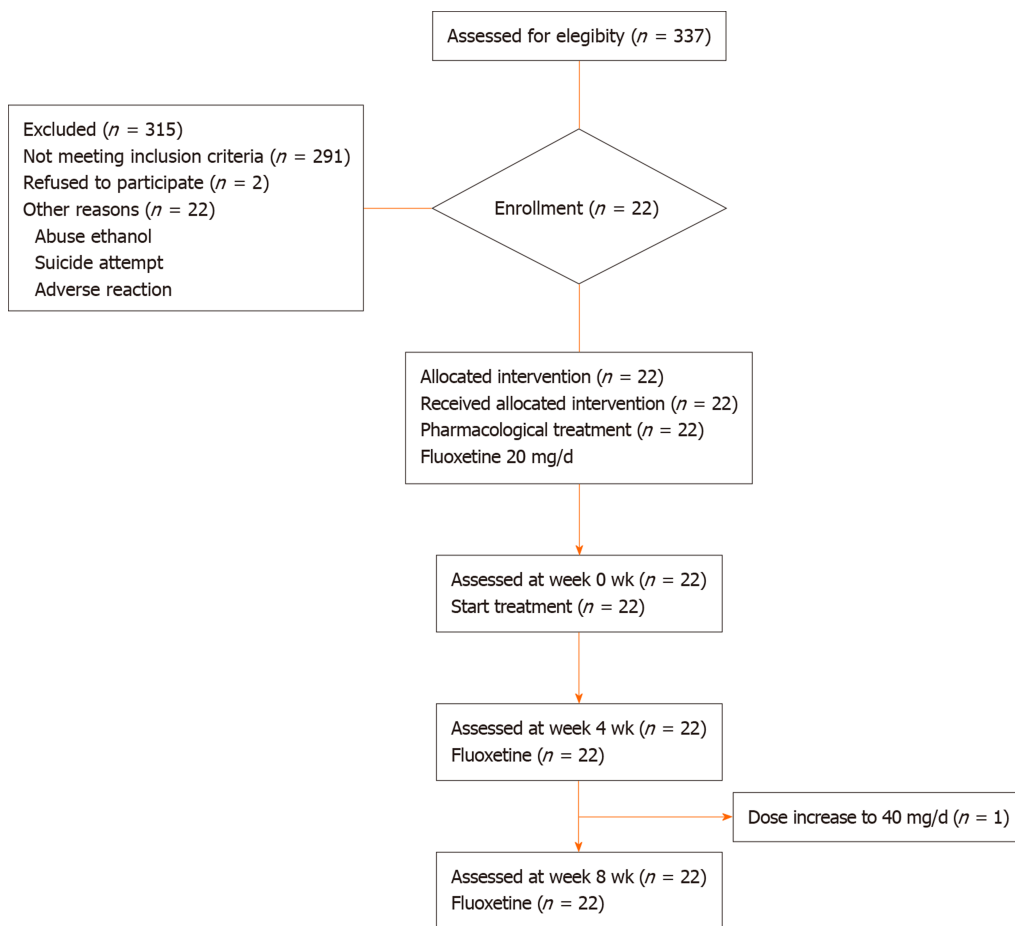 Assessed for elegibity (n = 337)
Excluded (n = 315)
Not meeting inclusion criteria (n = 291)
Refused to participate (n = 2)
Other reasons (n = 22)
Abuse ethanol
Suicide attempt
Adverse reaction
Enrollment (n = 22)
Allocated intervention (n = 22)
Received allocated intervention (n = 22)
Pharmacological treatment (n = 22)
Fluoxetine 20 mg/d
Assessed at week 0 wk (n = 22)
Start treatment (n = 22)
Assessed at week 4 wk (n = 22)
Fluoxetine (n = 22)
Dose increase to 40 mg/d (n = 1)
Assessed at week 8 wk (n = 22)
Fluoxetine (n = 22)